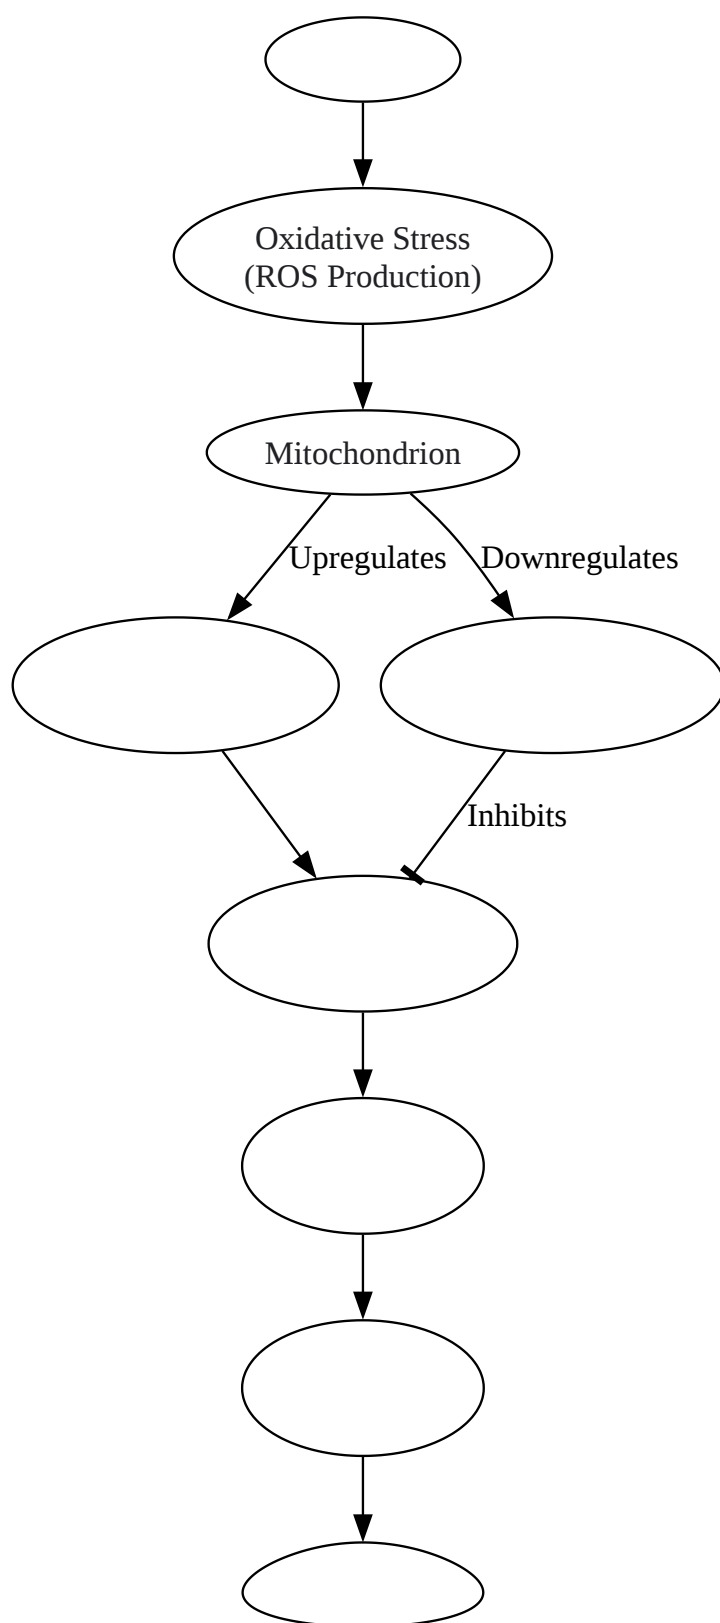 Oxidative Stress
(ROS Production)
Mitochondrion
Upregulates
Downregulates
Inhibits